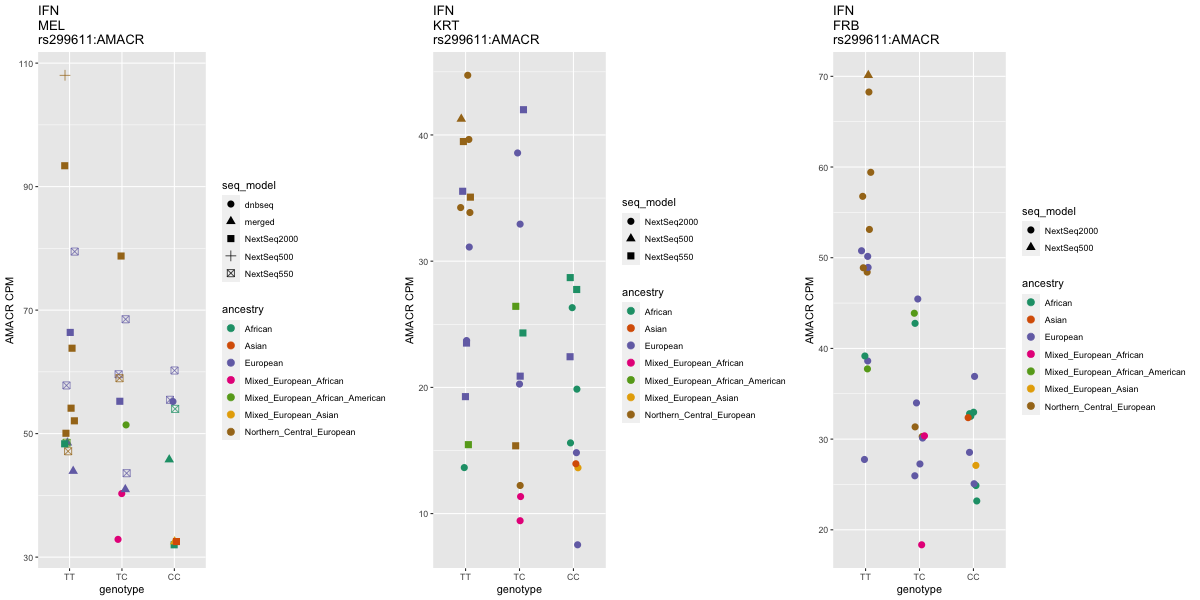 IFN
MEL
rs299611:AMACR
110
90
70
50
30
AMACR CPM
TT
TC
CC
genotype
seq_model
dnbseq
merged
NextSeq2000
NextSeq500
NextSeq550
ancestry
African
Asian
European
Mixed_European_African
Mixed_European_African_American
Mixed_European_Asian
Northern_Central_European
IFN
KRT
rs299611:AMACR
40
30
20
10
AMACR CPM
TT
TC
CC
genotype
seq_model
NextSeq2000
NextSeq500
NextSeq550
ancestry
African
Asian
European
Mixed_European_African
Mixed_European_African_American
Mixed_European_Asian
Northern_Central_European
IFN
FRB
rs299611:AMACR
70
60
50
40
30
20
AMACR CPM
TT
TC
CC
genotype
seq_model
NextSeq2000
NextSeq500
ancestry
African
Asian
European
Mixed_European_African
Mixed_European_African_American
Mixed_European_Asian
Northern_Central_European